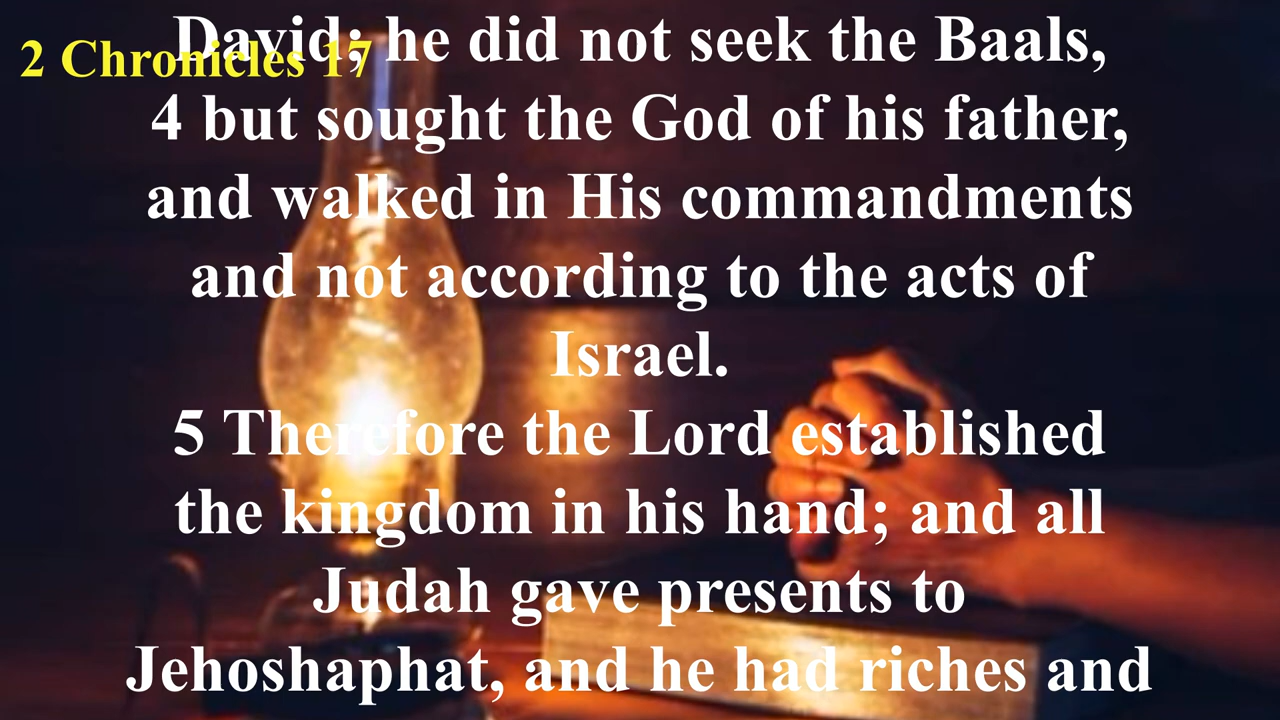 2 Chronicles 17
David; he did not seek the Baals,
4 but sought the God of his father,
and walked in His commandments
and not according to the acts of
Israel.
5 Therefore the Lord established
the kingdom in his hand; and all
Judah gave presents to
Jehoshaphat, and he had riches and